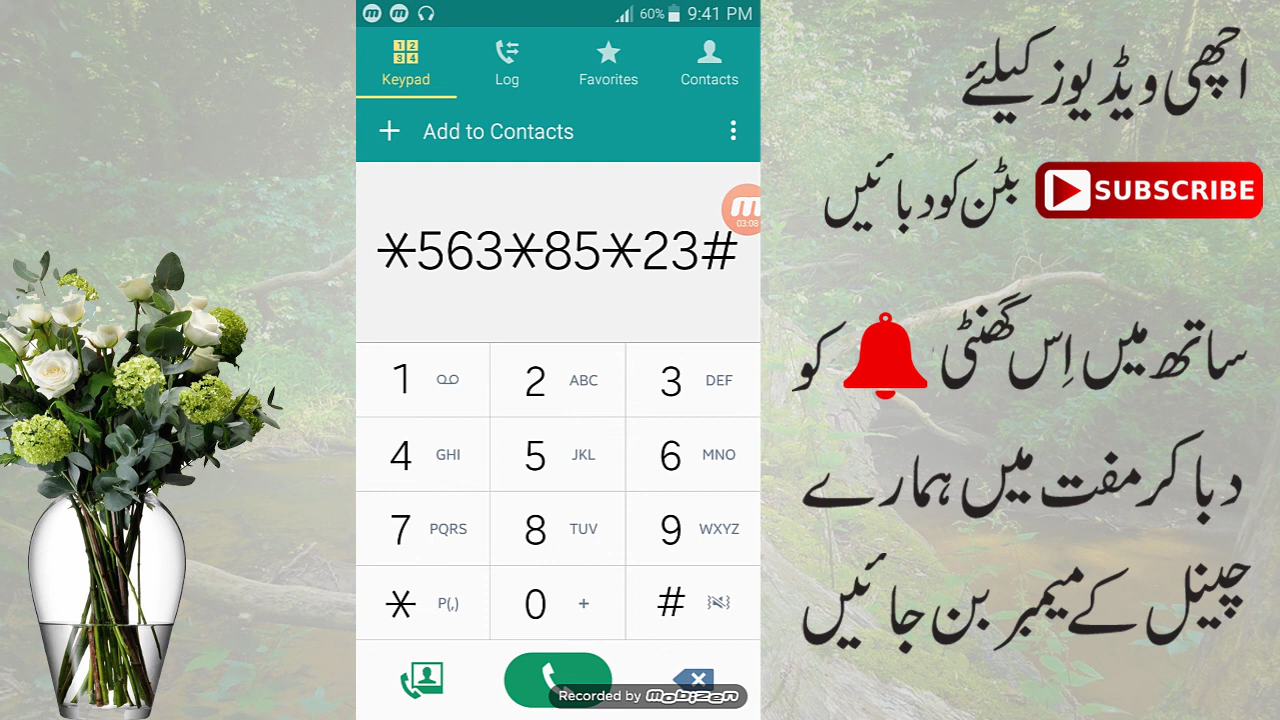 60% 9:41 PM
Keypad Log Favorites Contacts
+ Add to Contacts
03:08
*563*85*23#
1
2 ABC
3 DEF
4 GHI
5 JKL
6 MNO
7 PQRS
8 TUV
9 WXYZ
* P(,)
0 +
#
Recorded by mobizen
اچھی ویڈیوز کیلئے
SUBSCRIBE بٹن کو دبائیں
ساتھ میں اِس گھنٹی کو
دبا کر مفت میں ہمارے
چینل کے میمبر بن جائیں